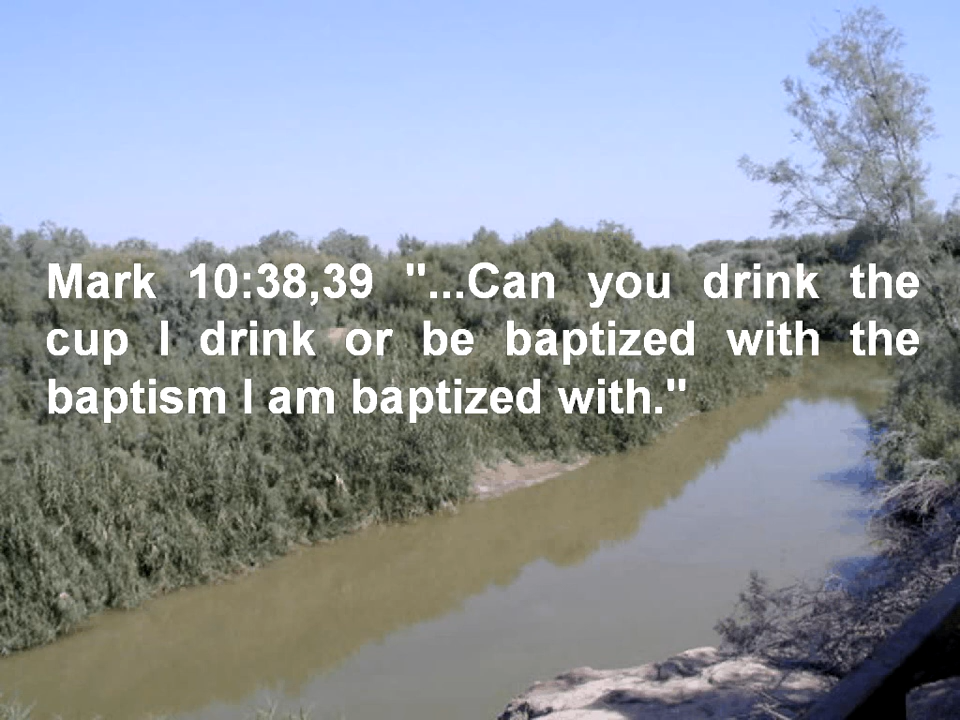 Mark 10:38,39 "...Can you drink the
cup I drink or be baptized with the
baptism I am baptized with."